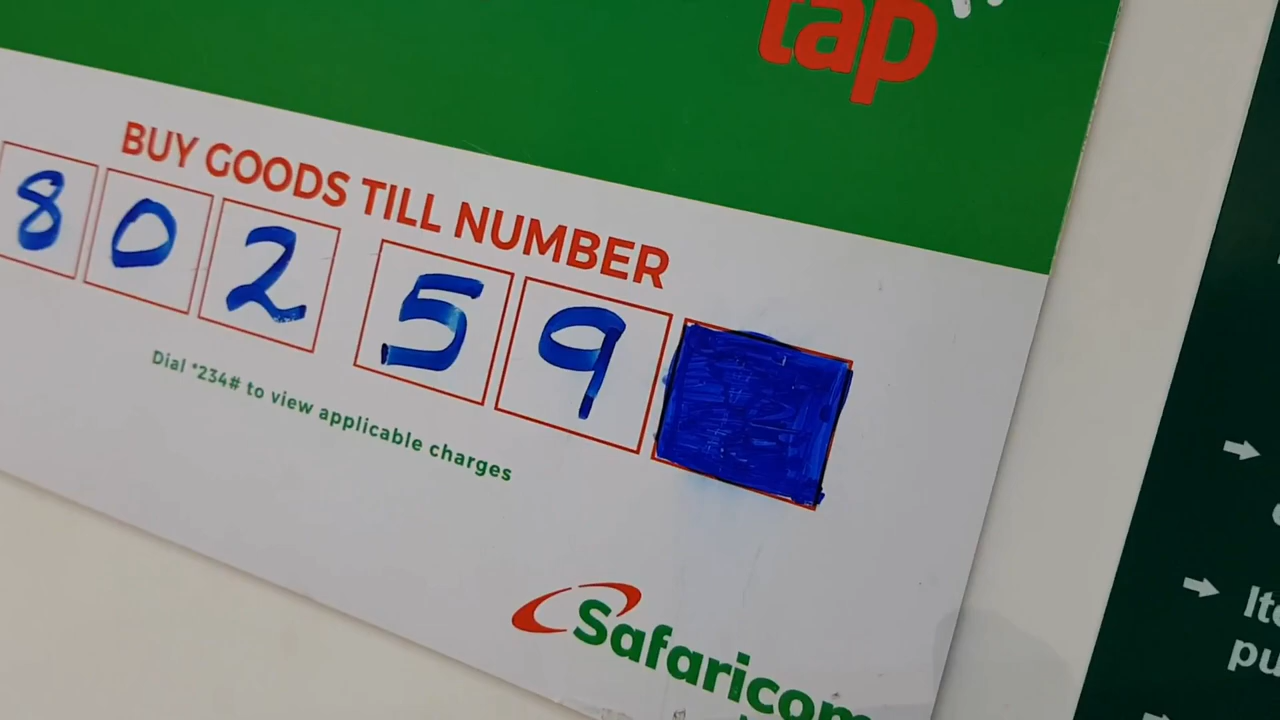 tap
BUY GOODS TILL NUMBER
8 0 2 5 9
Dial *234# to view applicable charges
Safaricom